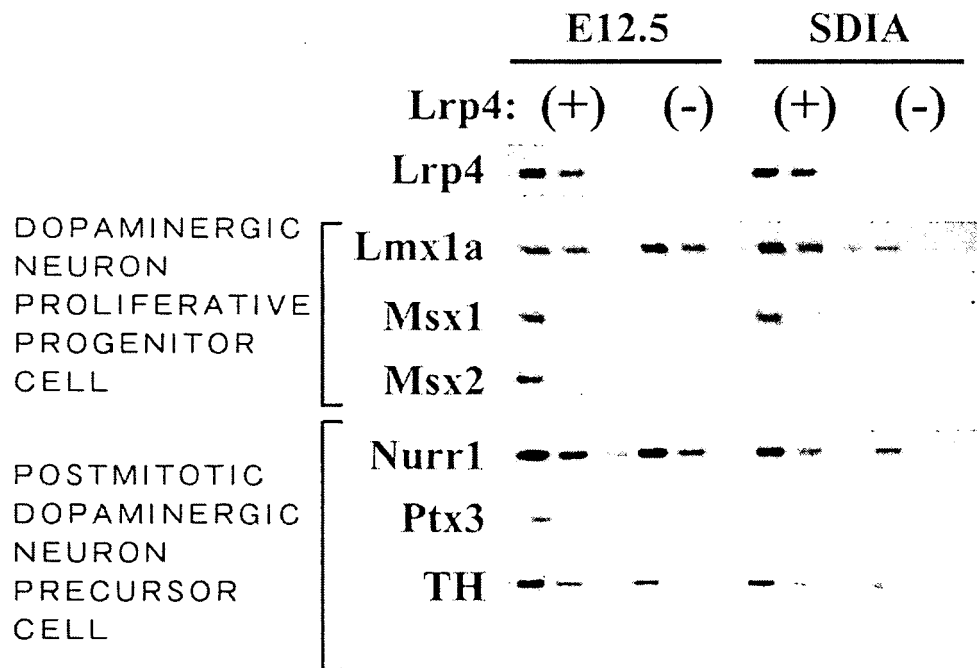 E12.5 SDIA
Lrp4: (+) (-) (+) (-)
Lrp4
DOPAMINERGIC
NEURON
PROLIFERATIVE
PROGENITOR
CELL
Lmx1a
Msx1
Msx2
POSTMITOTIC
DOPAMINERGIC
NEURON
PRECURSOR
CELL
Nurr1
Ptx3
TH